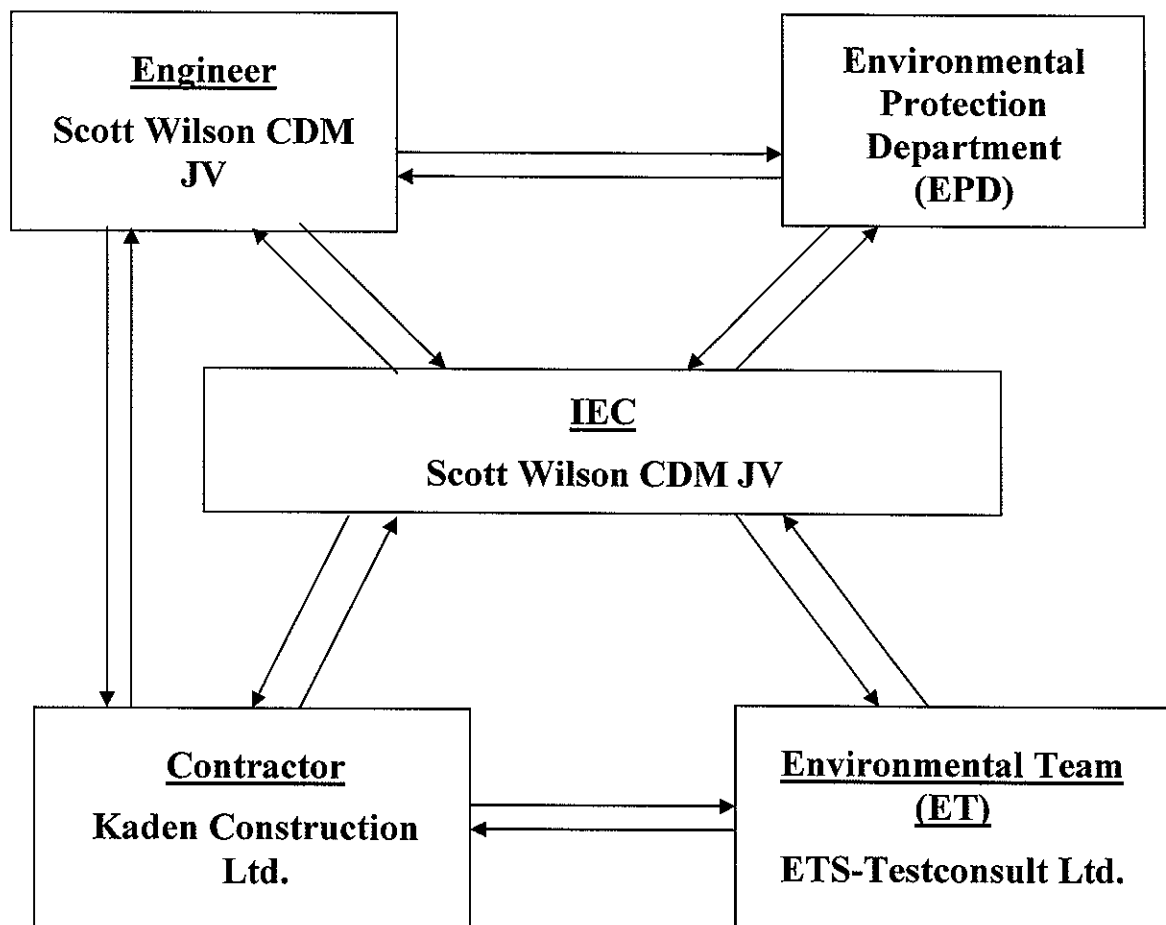 Engineer
Scott Wilson CDM
JV
Environmental
Protection
Department
(EPD)
IEC
Scott Wilson CDM JV
Contractor
Kaden Construction
Ltd.
Environmental Team
(ET)
ETS-Testconsult Ltd.